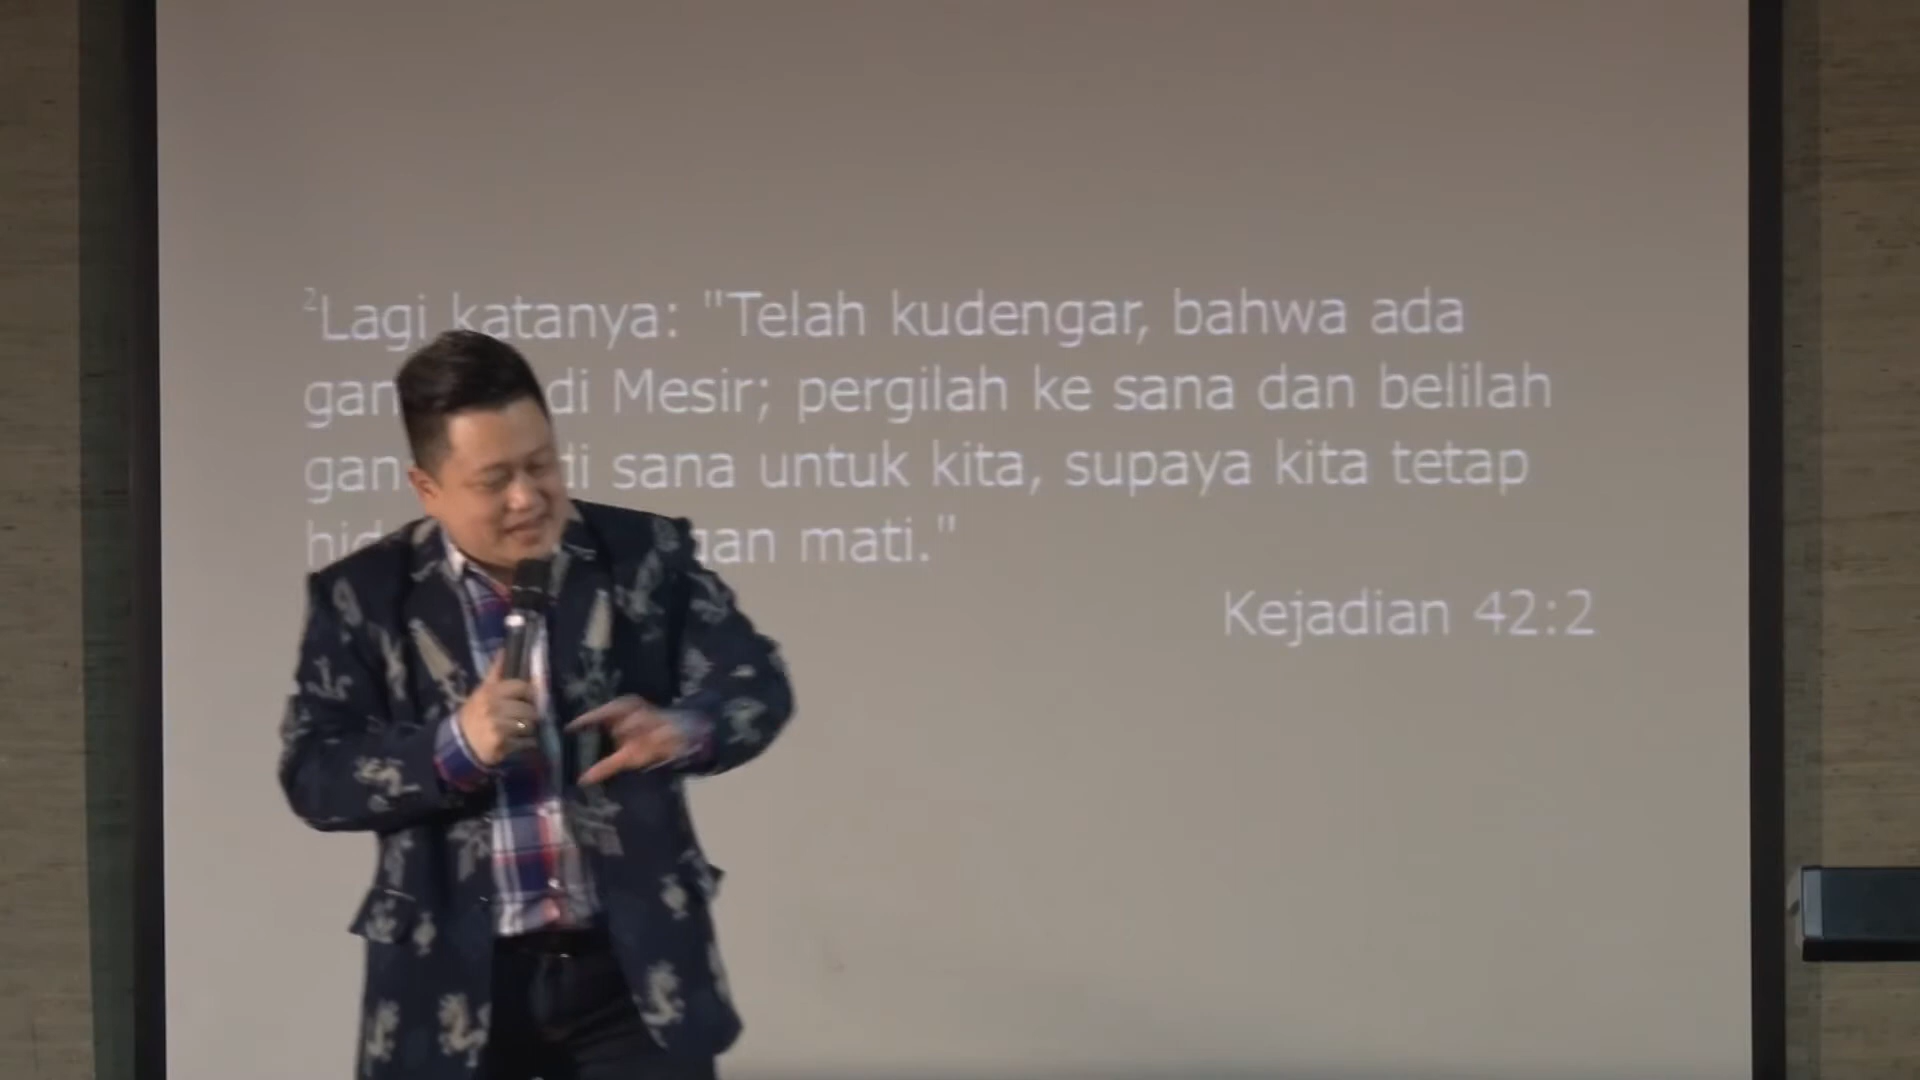 2Lagi katanya: "Telah kudengar, bahwa ada
di Mesir; pergilah ke sana dan belilah
sana untuk kita, supaya kita tetap
mati."
Kejadian 42:2